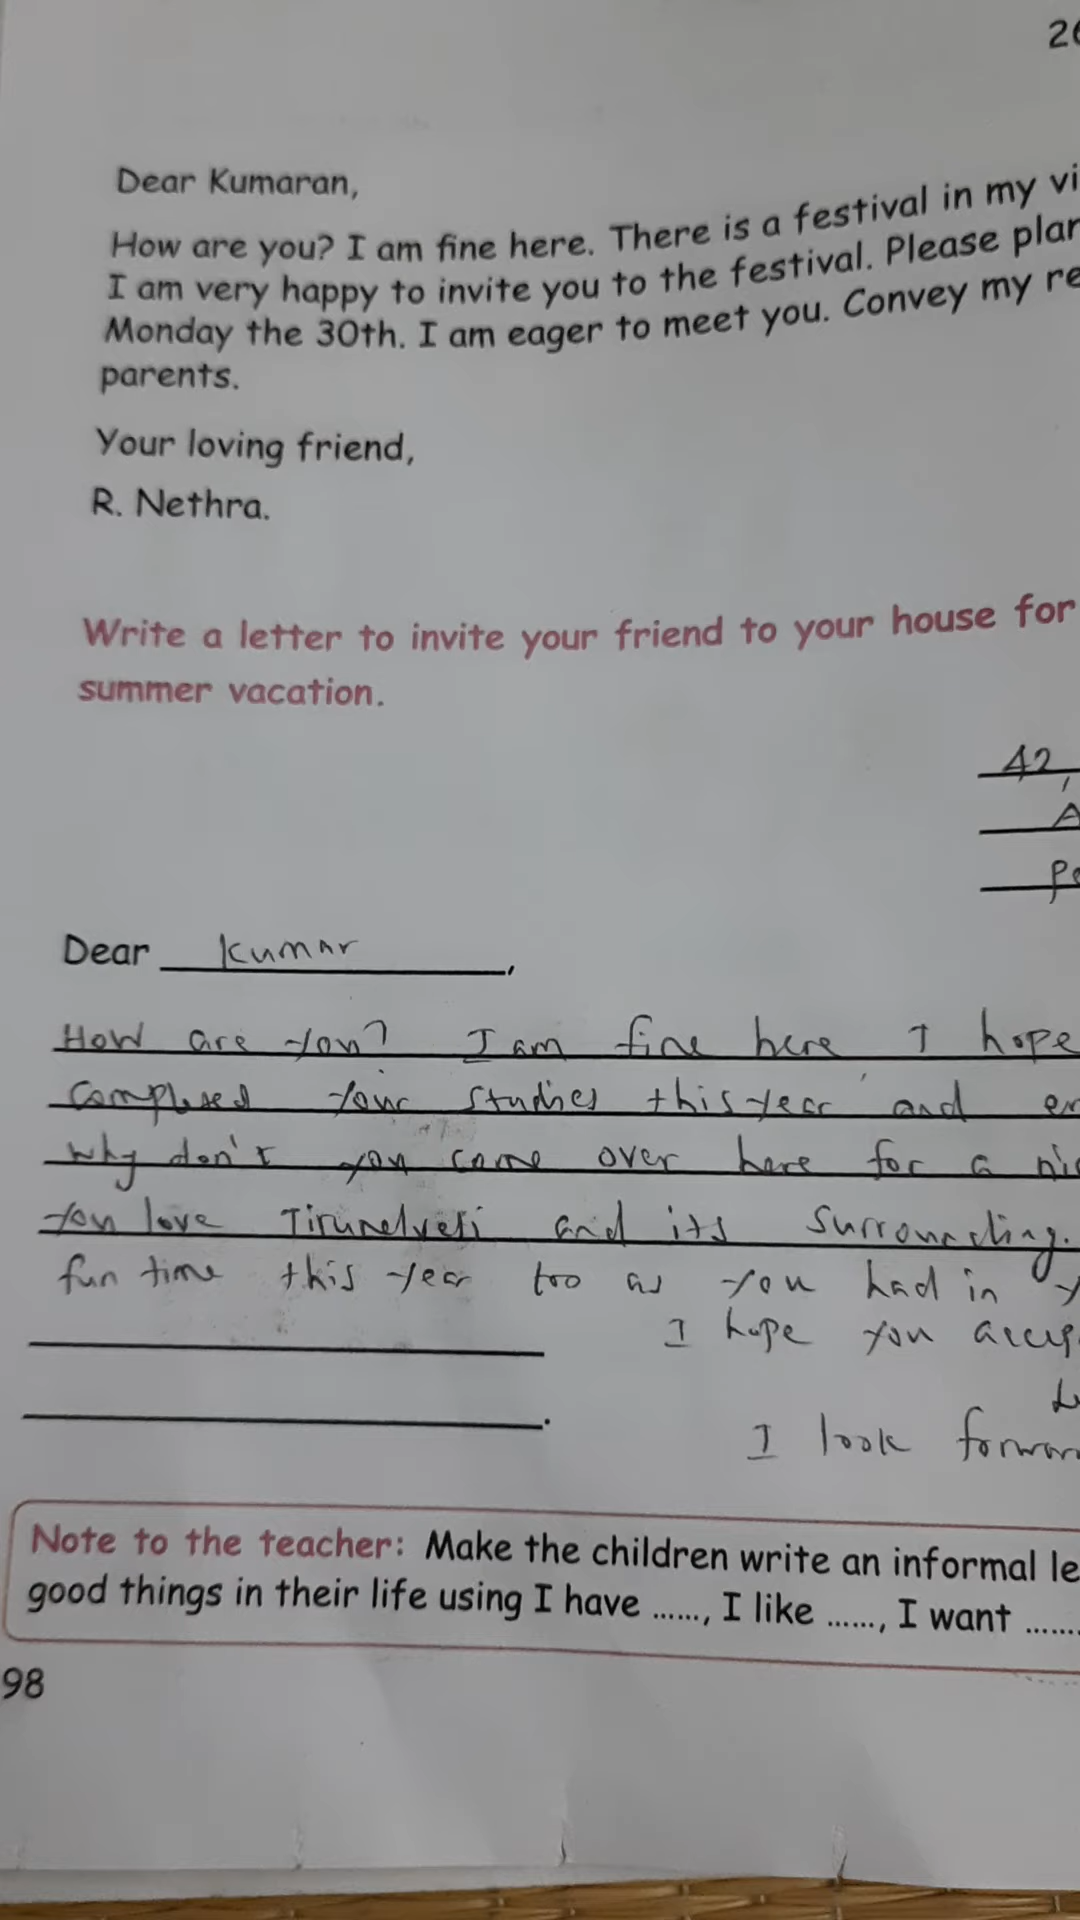 26
Dear Kumaran,
How are you? I am fine here. There is a festival in my vi
I am very happy to invite you to the festival. Please plan
Monday the 30th. I am eager to meet you. Convey my re
parents.
Your loving friend,
R. Nethra.
Write a letter to invite your friend to your house for
summer vacation.
42,
A
Po
Dear Kumar,
How are you? I am fine here I hope
your studies this year and en
why don't you come over here for a nic
you love Tirunelveli and its surrounding.
fun time this year too as you had in y
I hope you accep
I look forwar
Note to the teacher: Make the children write an informal le
good things in their life using I have ......, I like ......, I want .......
98